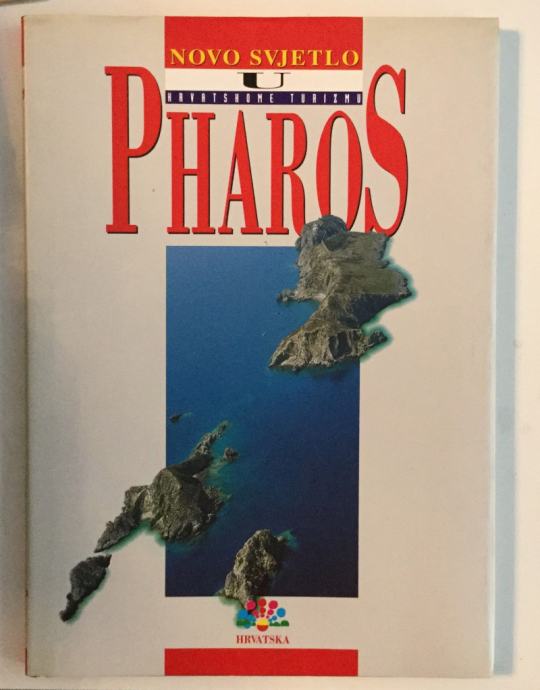 NOVO SVJETLO
U
HRVATSKOME TURIZMU
PHAROS
HRVATSKA